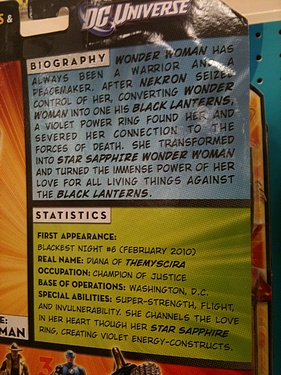 S &
DC UNIVERSE
BIOGRAPHY WONDER WOMAN HAS
ALWAYS BEEN A WARRIOR AND A
PEACEMAKER. AFTER NEKRON SEIZED
CONTROL OF HER, CONVERTING WONDER
WOMAN INTO ONE HIS BLACK LANTERNS,
A VIOLET POWER RING FOUND HER AND
SEVERED HER CONNECTION TO THE
FORCES OF DEATH. SHE TRANSFORMED
INTO STAR SAPPHIRE WONDER WOMAN
AND TURNED THE IMMENSE POWER OF HER
LOVE FOR ALL LIVING THINGS AGAINST
THE BLACK LANTERNS.
STATISTICS
FIRST APPEARANCE:
BLACKEST NIGHT #6 (FEBRUARY 2010)
REAL NAME: DIANA OF THEMYSCIRA
OCCUPATION: CHAMPION OF JUSTICE
BASE OF OPERATIONS: WASHINGTON, D.C.
SPECIAL ABILITIES: SUPER-STRENGTH, FLIGHT,
AND INVULNERABILITY. SHE CHANNELS THE LOVE
IN HER HEART THOUGH HER STAR SAPPHIRE
RING, CREATING VIOLET ENERGY-CONSTRUCTS.
E:
MAN
3